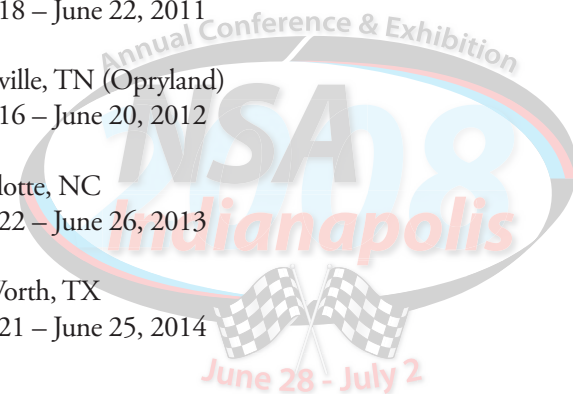 18 – June 22, 2011
ville, TN (Opryland)
16 – June 20, 2012
lotte, NC
22 – June 26, 2013
Worth, TX
21 – June 25, 2014
Annual Conference & Exhibition
NSA
2008
Indianapolis
June 28 - July 2